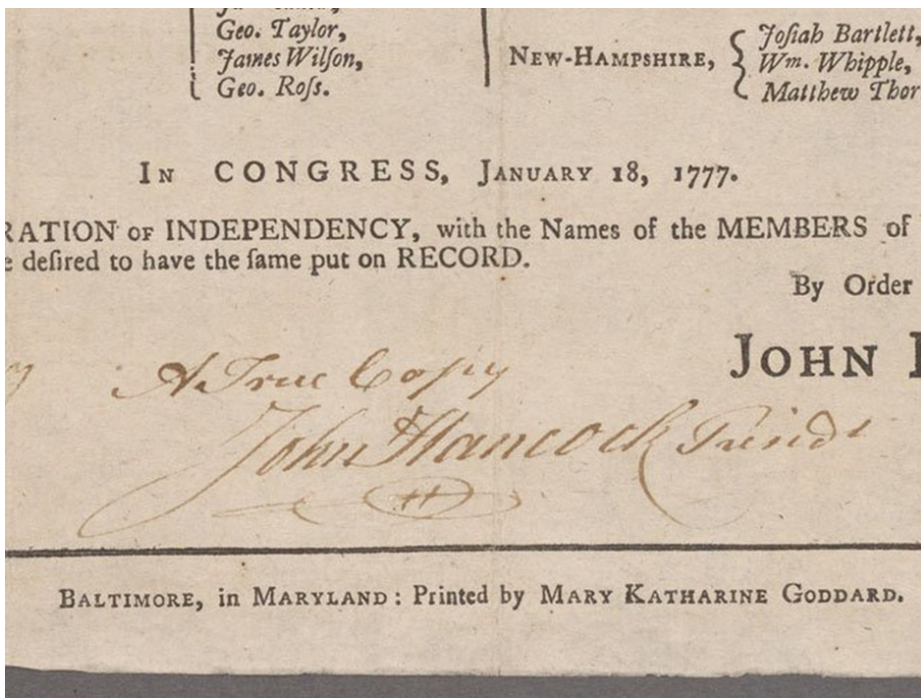 Geo. Taylor,
James Wilſon,
Geo. Roſs.
NEW-HAMPSHIRE,
Joſiah Bartlett,
Wm. Whipple,
Matthew Thor
IN CONGRESS, JANUARY 18, 1777.
RATION OF INDEPENDENCY, with the Names of the MEMBERS of
e deſired to have the ſame put on RECORD.
By Order
JOHN
A True Copy
John Hancock Presidt
BALTIMORE, in MARYLAND: Printed by MARY KATHARINE GODDARD.